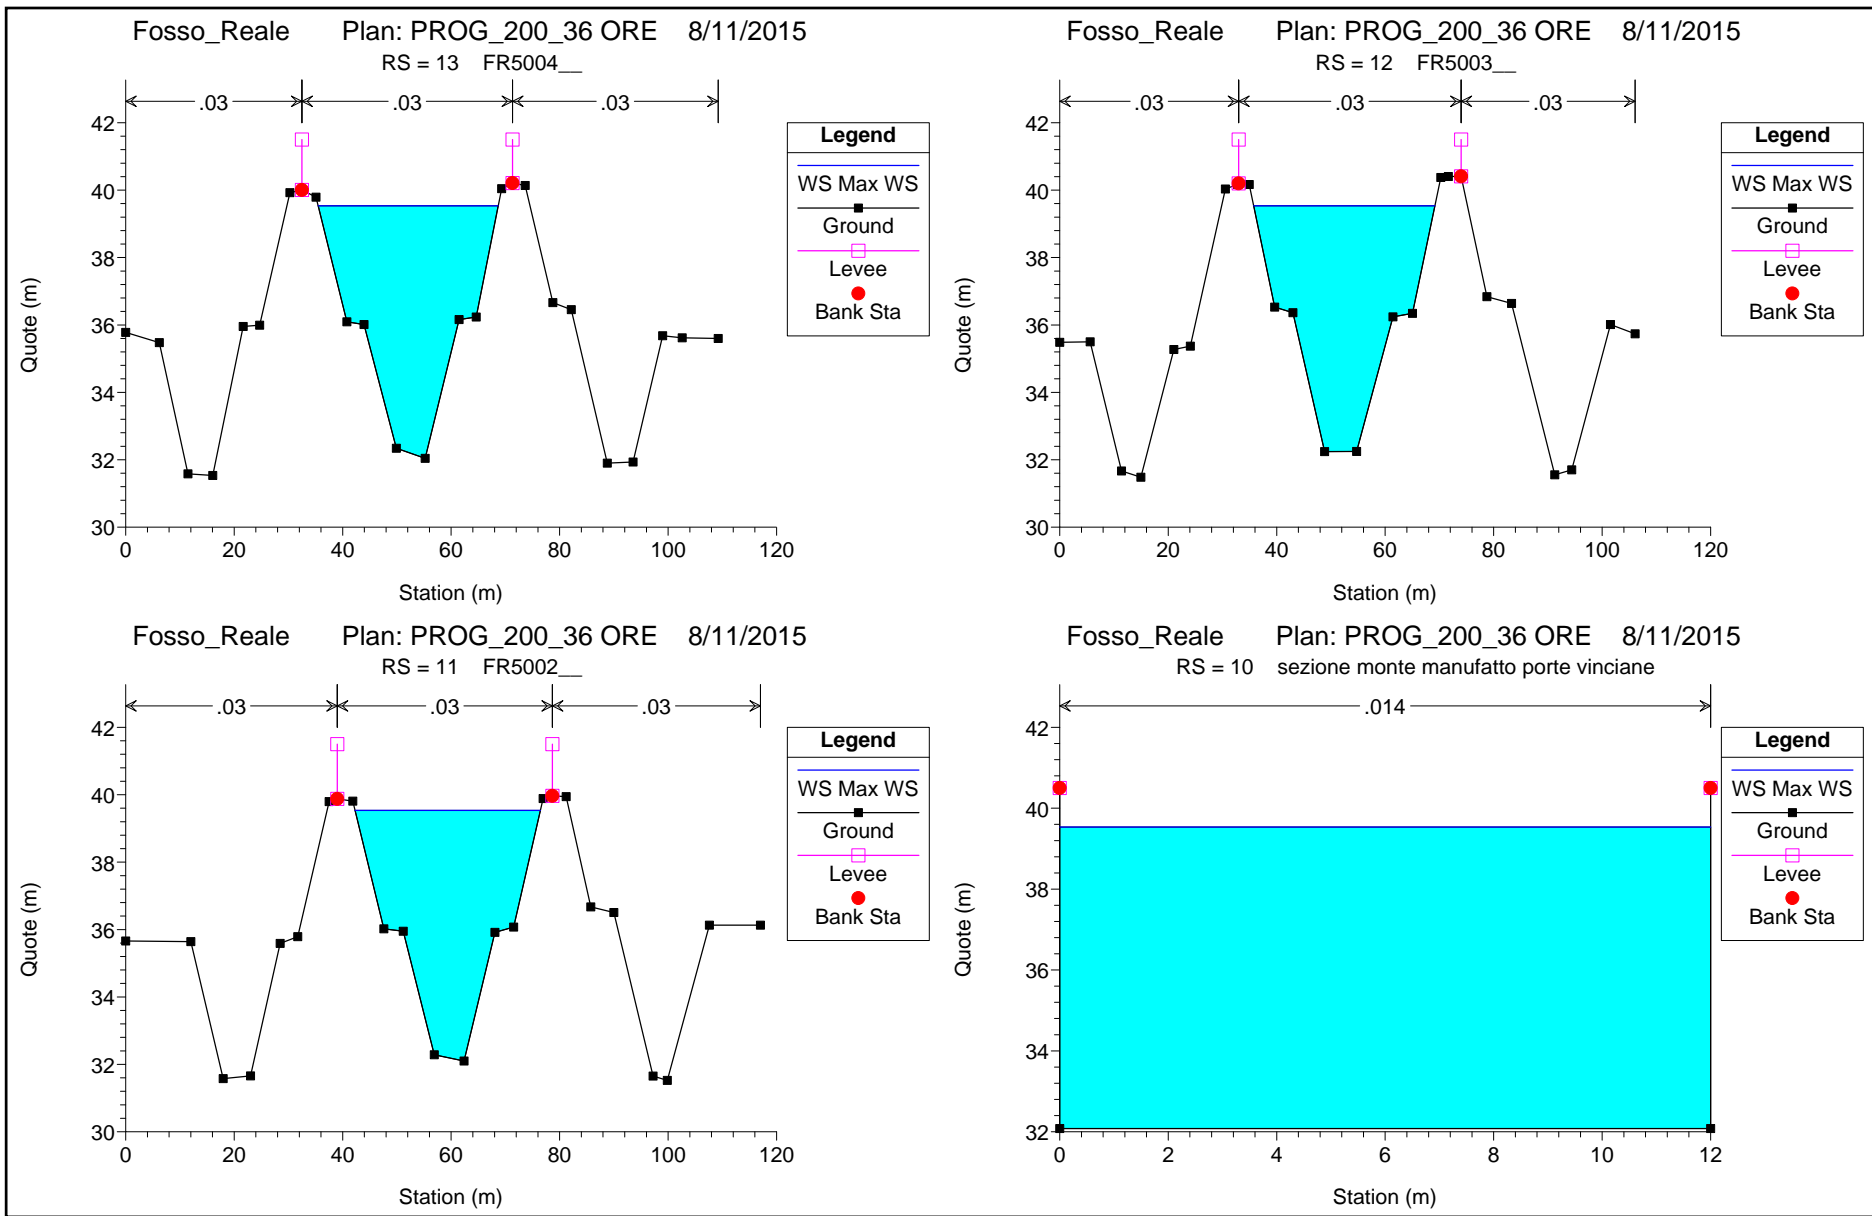 Fosso_Reale Plan: PROG_200_36 ORE 8/11/2015
RS = 13 FR5004__
.03 .03 .03
42
40
38
36
34
32
30
0 20 40 60 80 100 120
Station (m)
Quote (m)
Legend
WS Max WS
Ground
Levee
Bank Sta
Fosso_Reale Plan: PROG_200_36 ORE 8/11/2015
RS = 12 FR5003__
.03 .03 .03
42
40
38
36
34
32
30
0 20 40 60 80 100 120
Station (m)
Quote (m)
Legend
WS Max WS
Ground
Levee
Bank Sta
Fosso_Reale Plan: PROG_200_36 ORE 8/11/2015
RS = 11 FR5002__
.03 .03 .03
42
40
38
36
34
32
30
0 20 40 60 80 100 120
Station (m)
Quote (m)
Legend
WS Max WS
Ground
Levee
Bank Sta
Fosso_Reale Plan: PROG_200_36 ORE 8/11/2015
RS = 10 sezione monte manufatto porte vinciane
.014
42
40
38
36
34
32
0 2 4 6 8 10 12
Station (m)
Quote (m)
Legend
WS Max WS
Ground
Levee
Bank Sta